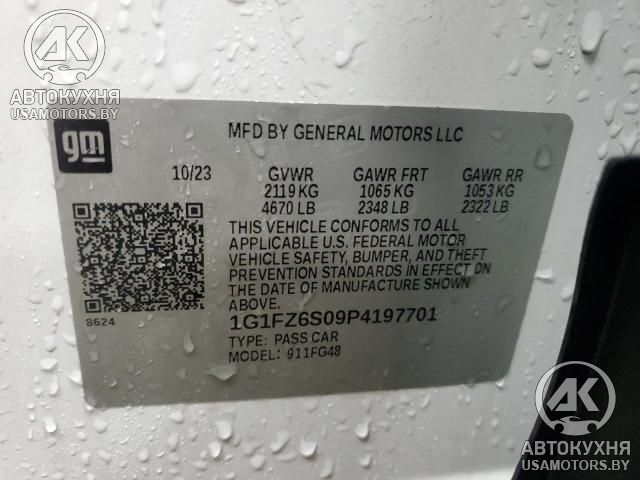 AK
АВТОКУХНЯ
USAMOTORS.BY
gm
MFD BY GENERAL MOTORS LLC
10/23 GVWR GAWR FRT GAWR RR
2119 KG 1065 KG 1053 KG
4670 LB 2348 LB 2322 LB
THIS VEHICLE CONFORMS TO ALL
APPLICABLE U.S. FEDERAL MOTOR
VEHICLE SAFETY, BUMPER, AND THEFT
PREVENTION STANDARDS IN EFFECT ON
THE DATE OF MANUFACTURE SHOWN
ABOVE.
8624
1G1FZ6S09P4197701
TYPE: PASS CAR
MODEL: 911FG48
AK
АВТОКУХНЯ
USAMOTORS.BY